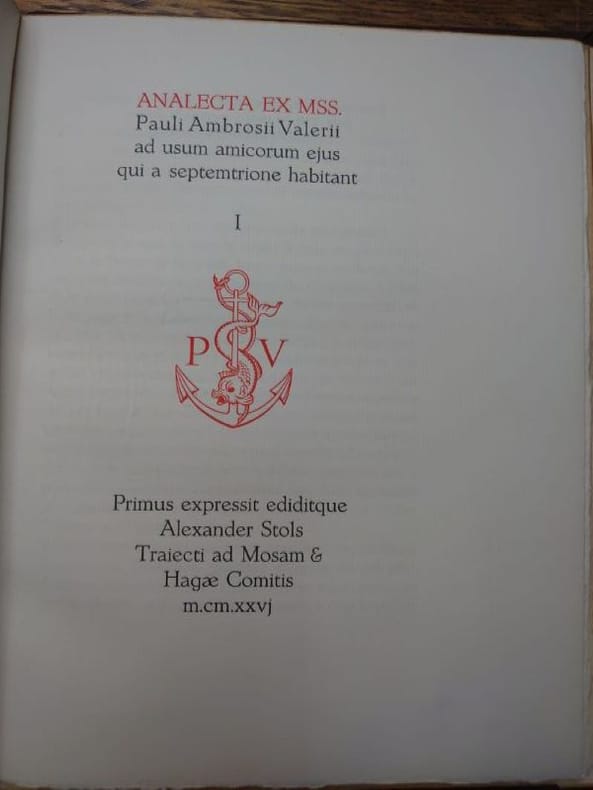 ANALECTA EX MSS.
Pauli Ambrosii Valerii
ad usum amicorum ejus
qui a septemtrione habitant
I
P V
Primus expressit ediditque
Alexander Stols
Traiecti ad Mosam &
Hagæ Comitis
m.cm.xxvj